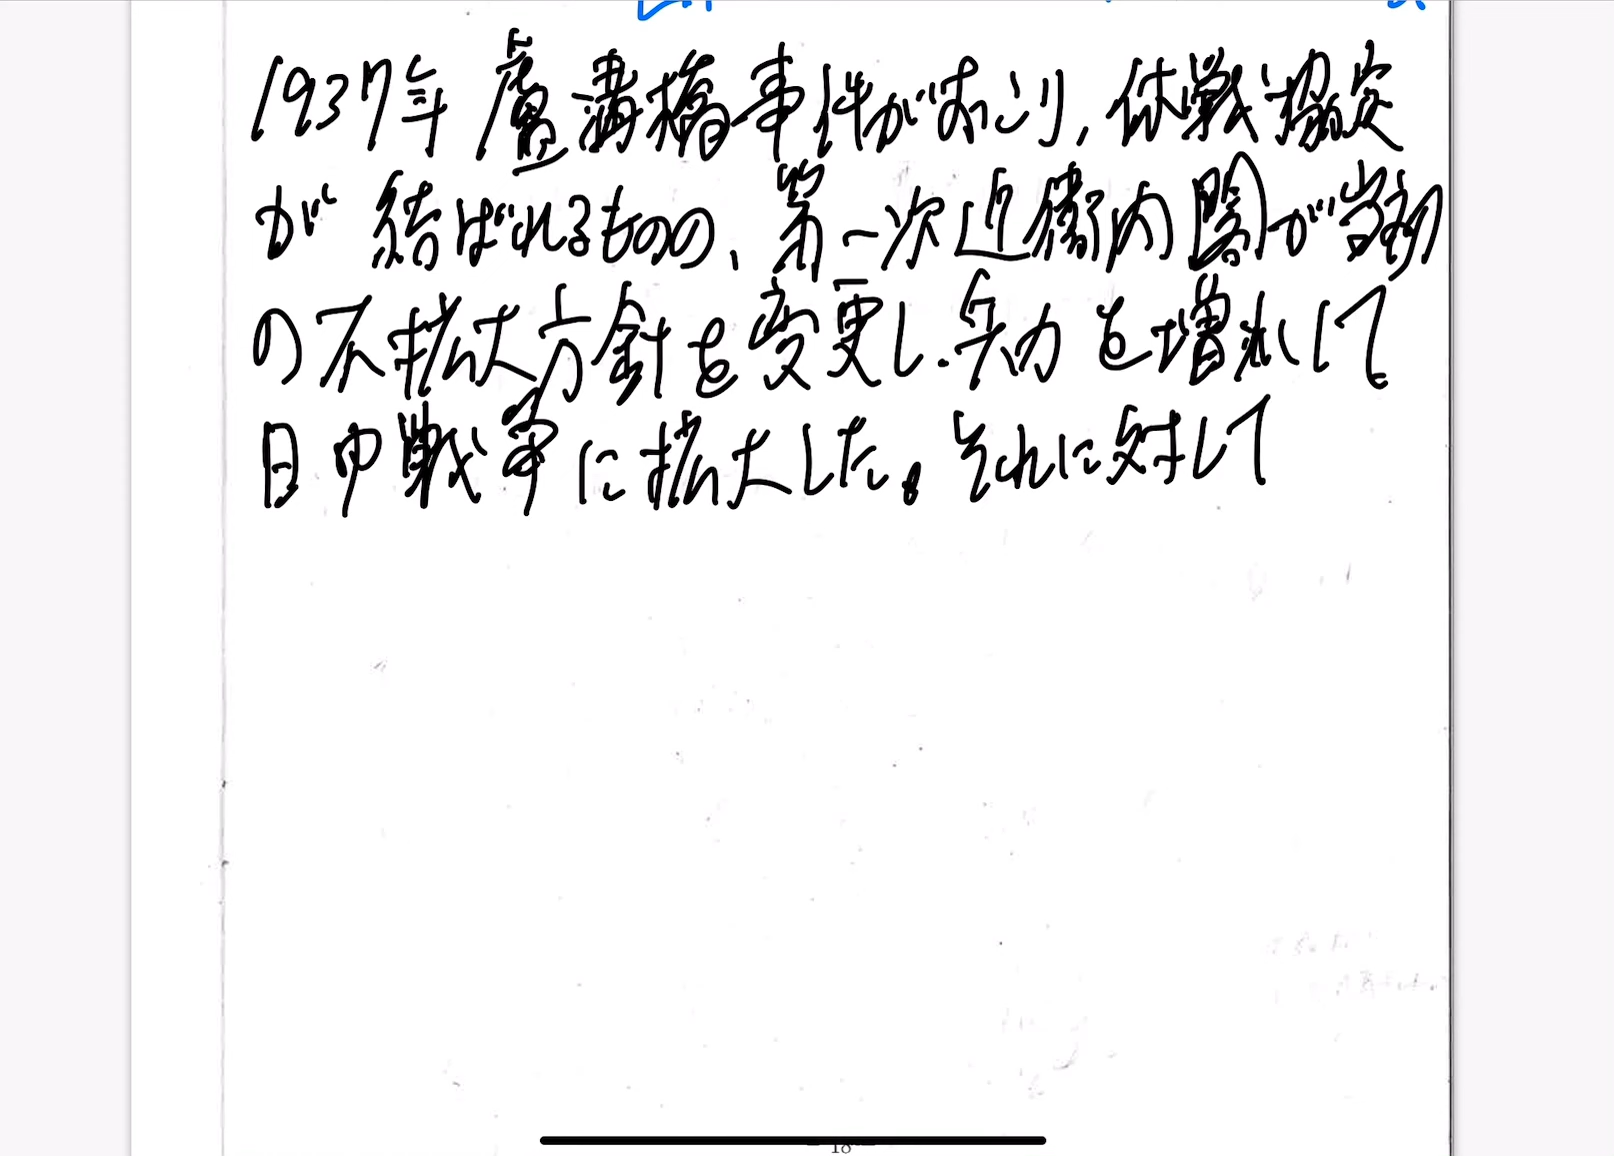 1937年 盧溝橋事件がおこり, 休戦協定
が 結ばれるものの、第一次近衛内閣が当初
の不拡大方針を変更し、兵力を増派して
日中戦争に拡大した。それに対して
18